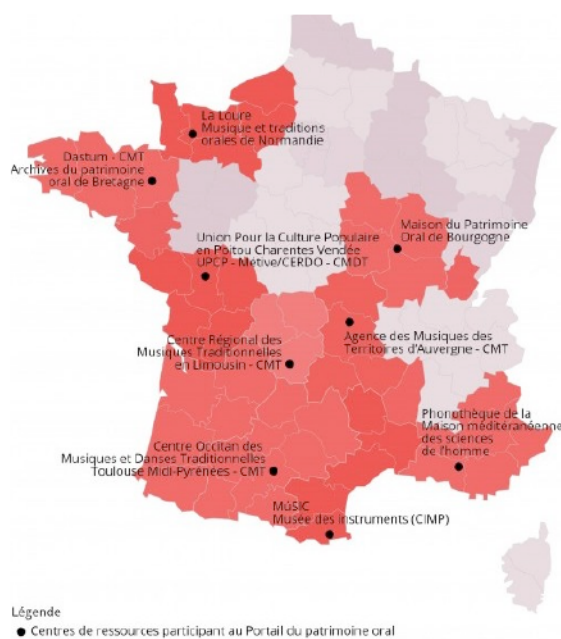 La Loure
Musique et traditions
orales de Normandie
Dastum - CMT
Archives du patrimoine
oral de Bretagne
Maison du Patrimoine
Oral de Bourgogne
Union Pour la Culture Populaire
en Poitou Charentes Vendée
UPCP - Métive/CERDO - CMDT
Centre Régional des
Musiques Traditionnelles
en Limousin - CMT
Agence des Musiques des
Territoires d'Auvergne - CMT
Phonothèque de la
Maison méditerranéenne
des sciences
de l'homme
Centre Occitan des
Musiques et Danses Traditionnelles
Toulouse Midi-Pyrénées - CMT
MúSIC
Musée des instruments (CIMP)
Légende
Centres de ressources participant au Portail du patrimoine oral